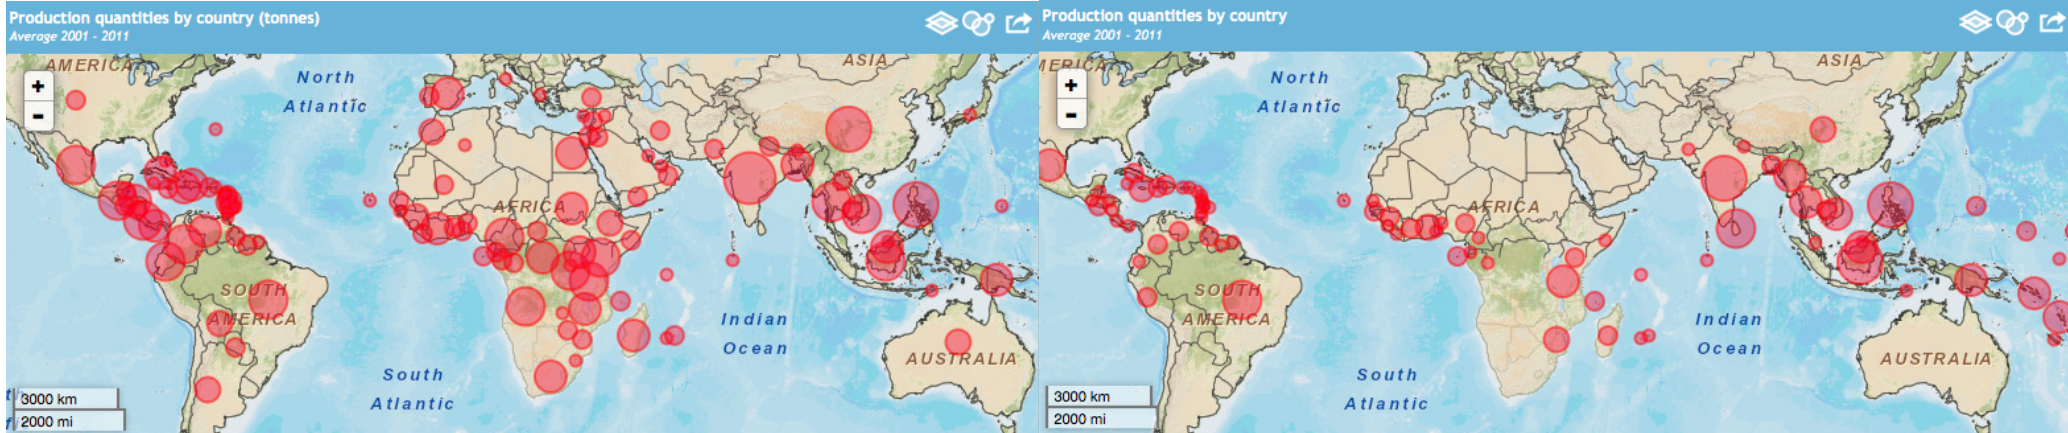 Production quantities by country (tonnes)
Average 2001 - 2011
AMERICA
North
Atlantic
ASIA
+
-
AFRICA
SOUTH
AMERICA
Indian
Ocean
AUSTRALIA
South
Atlantic
3000 km
2000 mi
Production quantities by country
Average 2001 - 2011
MERICA
North
Atlantic
ASIA
+
-
AFRICA
SOUTH
AMERICA
Indian
Ocean
AUSTRALIA
South
Atlantic
3000 km
2000 mi